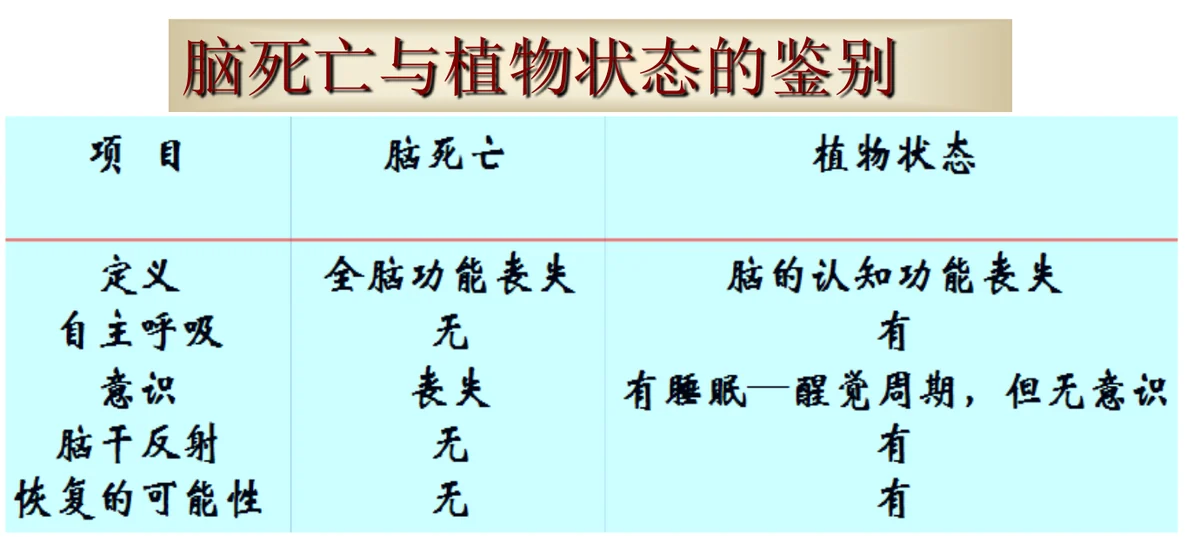 脑死亡与植物状态的鉴别
项 目 脑死亡 植物状态
定义 全脑功能丧失 脑的认知功能丧失
自主呼吸 无 有
意识 丧失 有睡眠—醒觉周期，但无意识
脑干反射 无 有
恢复的可能性 无 有